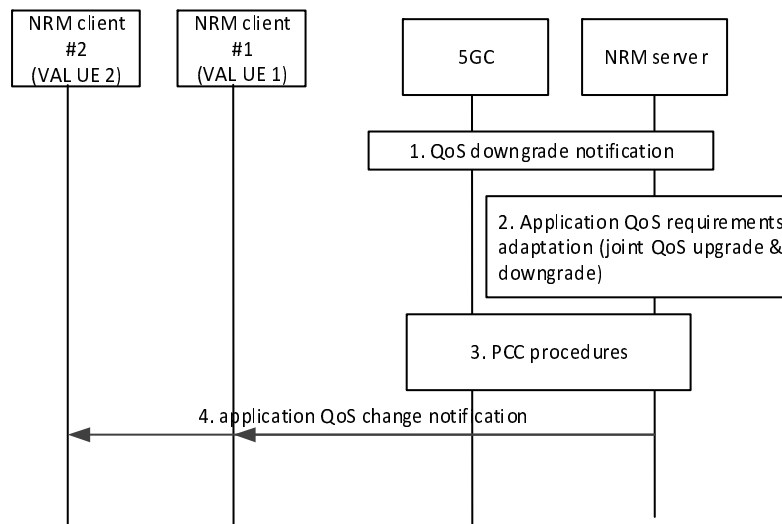 NRM client
#2
(VAL UE 2)
NRM client
#1
(VAL UE 1)
5GC
NRM server
1. QoS downgrade notification
2. Application QoS requirements
adaptation (joint QoS upgrade &
downgrade)
3. PCC procedures
4. application QoS change notification